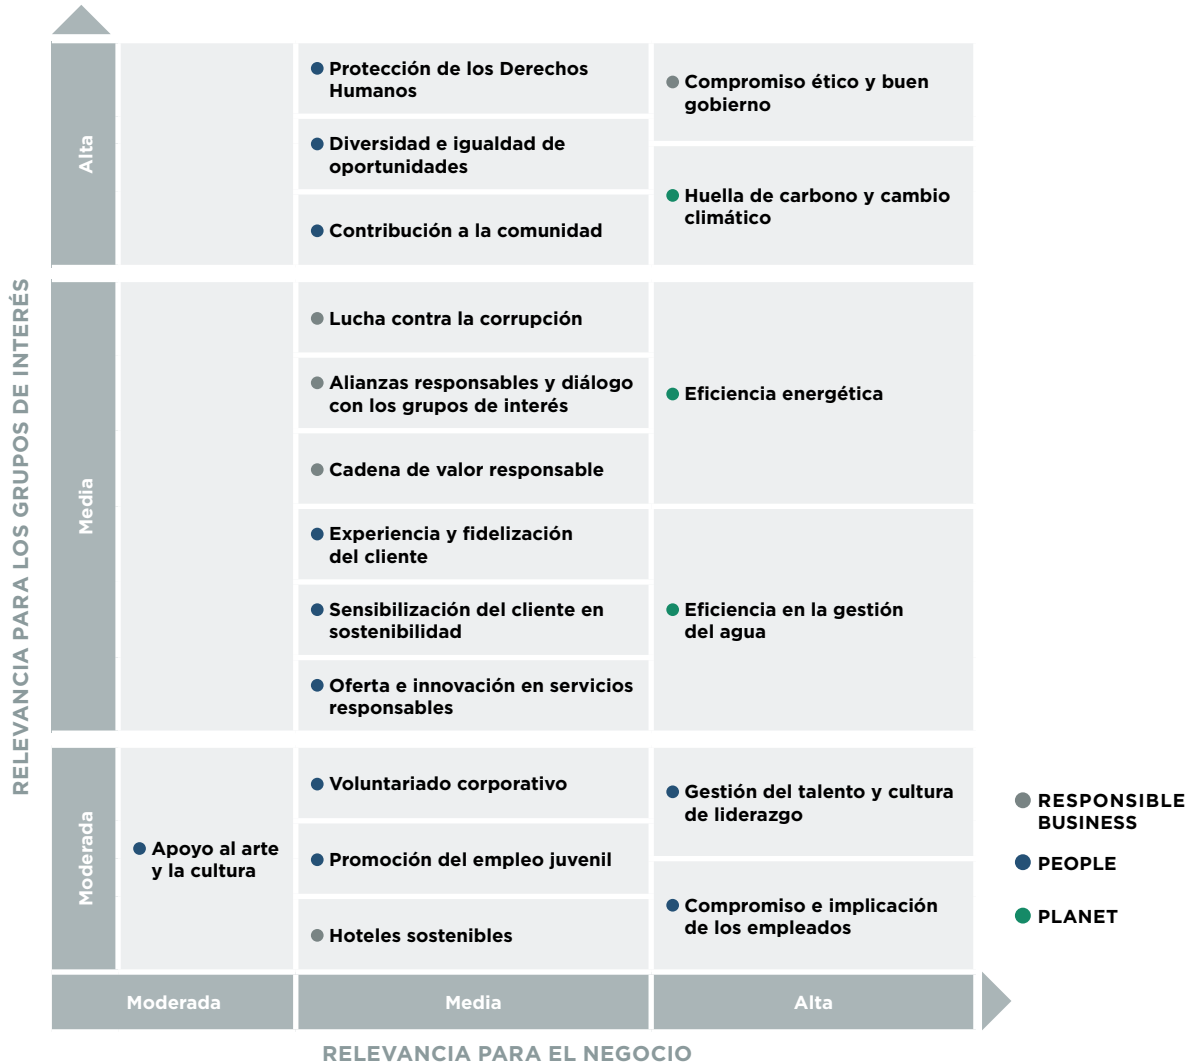 RELEVANCIA PARA LOS GRUPOS DE INTERÉS
Alta
Protección de los Derechos
Humanos
Diversidad e igualdad de
oportunidades
Contribución a la comunidad
Compromiso ético y buen
gobierno
Huella de carbono y cambio
climático
Media
Lucha contra la corrupción
Alianzas responsables y diálogo
con los grupos de interés
Cadena de valor responsable
Experiencia y fidelización
del cliente
Sensibilización del cliente en
sostenibilidad
Oferta e innovación en servicios
responsables
Eficiencia energética
Eficiencia en la gestión
del agua
Moderada
Apoyo al arte
y la cultura
Voluntariado corporativo
Promoción del empleo juvenil
Hoteles sostenibles
Gestión del talento y cultura
de liderazgo
Compromiso e implicación
de los empleados
Moderada
Media
Alta
RELEVANCIA PARA EL NEGOCIO
RESPONSIBLE
BUSINESS
PEOPLE
PLANET